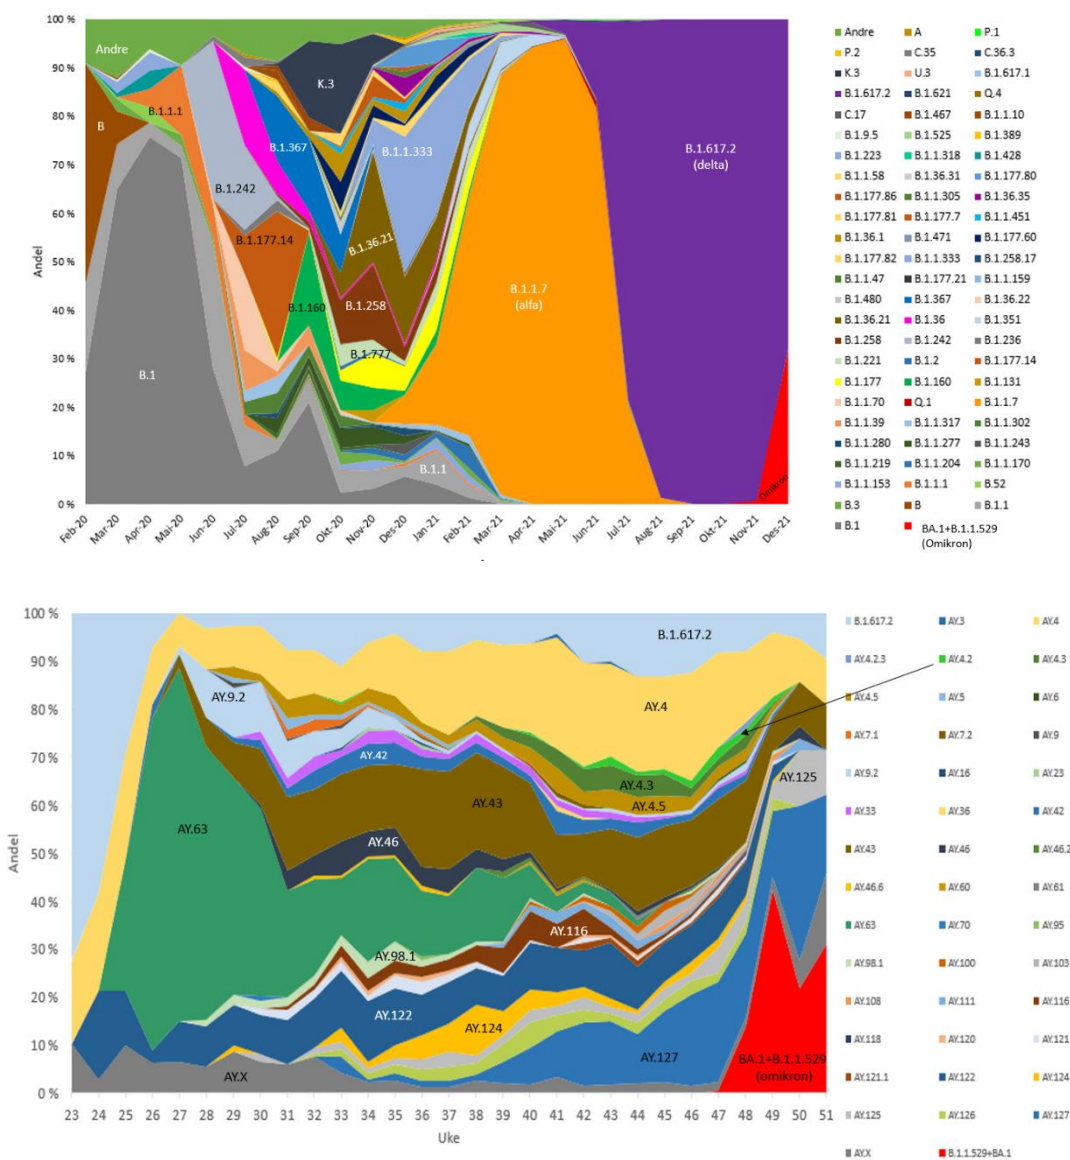 100 %
90 %
80 %
70 %
60 %
50 %
40 %
30 %
20 %
10 %
0 %
Andel
Feb-20 Mar-20 Apr-20 Mai-20 Jun-20 Jul-20 Aug-20 Sep-20 Okt-20 Nov-20 Des-20 Jan-21 Feb-21 Mar-21 Apr-21 Mai-21 Jun-21 Jul-21 Aug-21 Sep-21 Okt-21 Nov-21 Des-21
Andre
B
B.1.1.1
B.1
B.1.242
B.1.177.14
B.1.367
K.3
B.1.160
B.1.36.21
B.1.258
B.1.777
B.1.1.333
B.1.1
B.1.1.7
(alfa)
B.1.617.2
(delta)
Omikron
Andre A P.1
P.2 C.35 C.36.3
K.3 U.3 B.1.617.1
B.1.617.2 B.1.621 Q.4
C.17 B.1.467 B.1.1.10
B.1.9.5 B.1.525 B.1.389
B.1.223 B.1.1.318 B.1.428
B.1.1.58 B.1.36.31 B.1.177.80
B.1.177.86 B.1.1.305 B.1.36.35
B.1.177.81 B.1.177.7 B.1.1.451
B.1.36.1 B.1.471 B.1.177.60
B.1.177.82 B.1.1.333 B.1.258.17
B.1.1.47 B.1.177.21 B.1.1.159
B.1.480 B.1.367 B.1.36.22
B.1.36.21 B.1.36 B.1.351
B.1.258 B.1.242 B.1.236
B.1.221 B.1.2 B.1.177.14
B.1.177 B.1.160 B.1.131
B.1.1.70 Q.1 B.1.1.7
B.1.1.39 B.1.1.317 B.1.1.302
B.1.1.280 B.1.1.277 B.1.1.243
B.1.1.219 B.1.1.204 B.1.1.170
B.1.1.153 B.1.1.1 B.52
B.3 B B.1.1
B.1 BA.1+B.1.1.529
(Omikron)
100 %
90 %
80 %
70 %
60 %
50 %
40 %
30 %
20 %
10 %
0 %
Andel
23 24 25 26 27 28 29 30 31 32 33 34 35 36 37 38 39 40 41 42 43 44 45 46 47 48 49 50 51
Uke
B.1.617.2
AY.4
AY.9.2
AY.42
AY.4.3
AY.4.5
AY.125
AY.43
AY.63
AY.46
AY.116
AY.98.1
AY.122
AY.124
AY.127
AY.X
BA.1+B.1.1.529
(omikron)
B.1.617.2 AY.3 AY.4
AY.4.2.3 AY.4.2 AY.4.3
AY.4.5 AY.5 AY.6
AY.7.1 AY.7.2 AY.9
AY.9.2 AY.16 AY.23
AY.33 AY.36 AY.42
AY.43 AY.46 AY.46.2
AY.46.6 AY.60 AY.61
AY.63 AY.70 AY.95
AY.98.1 AY.100 AY.103
AY.108 AY.111 AY.116
AY.118 AY.120 AY.121
AY.121.1 AY.122 AY.124
AY.125 AY.126 AY.127
AY.X B.1.1.529+BA.1